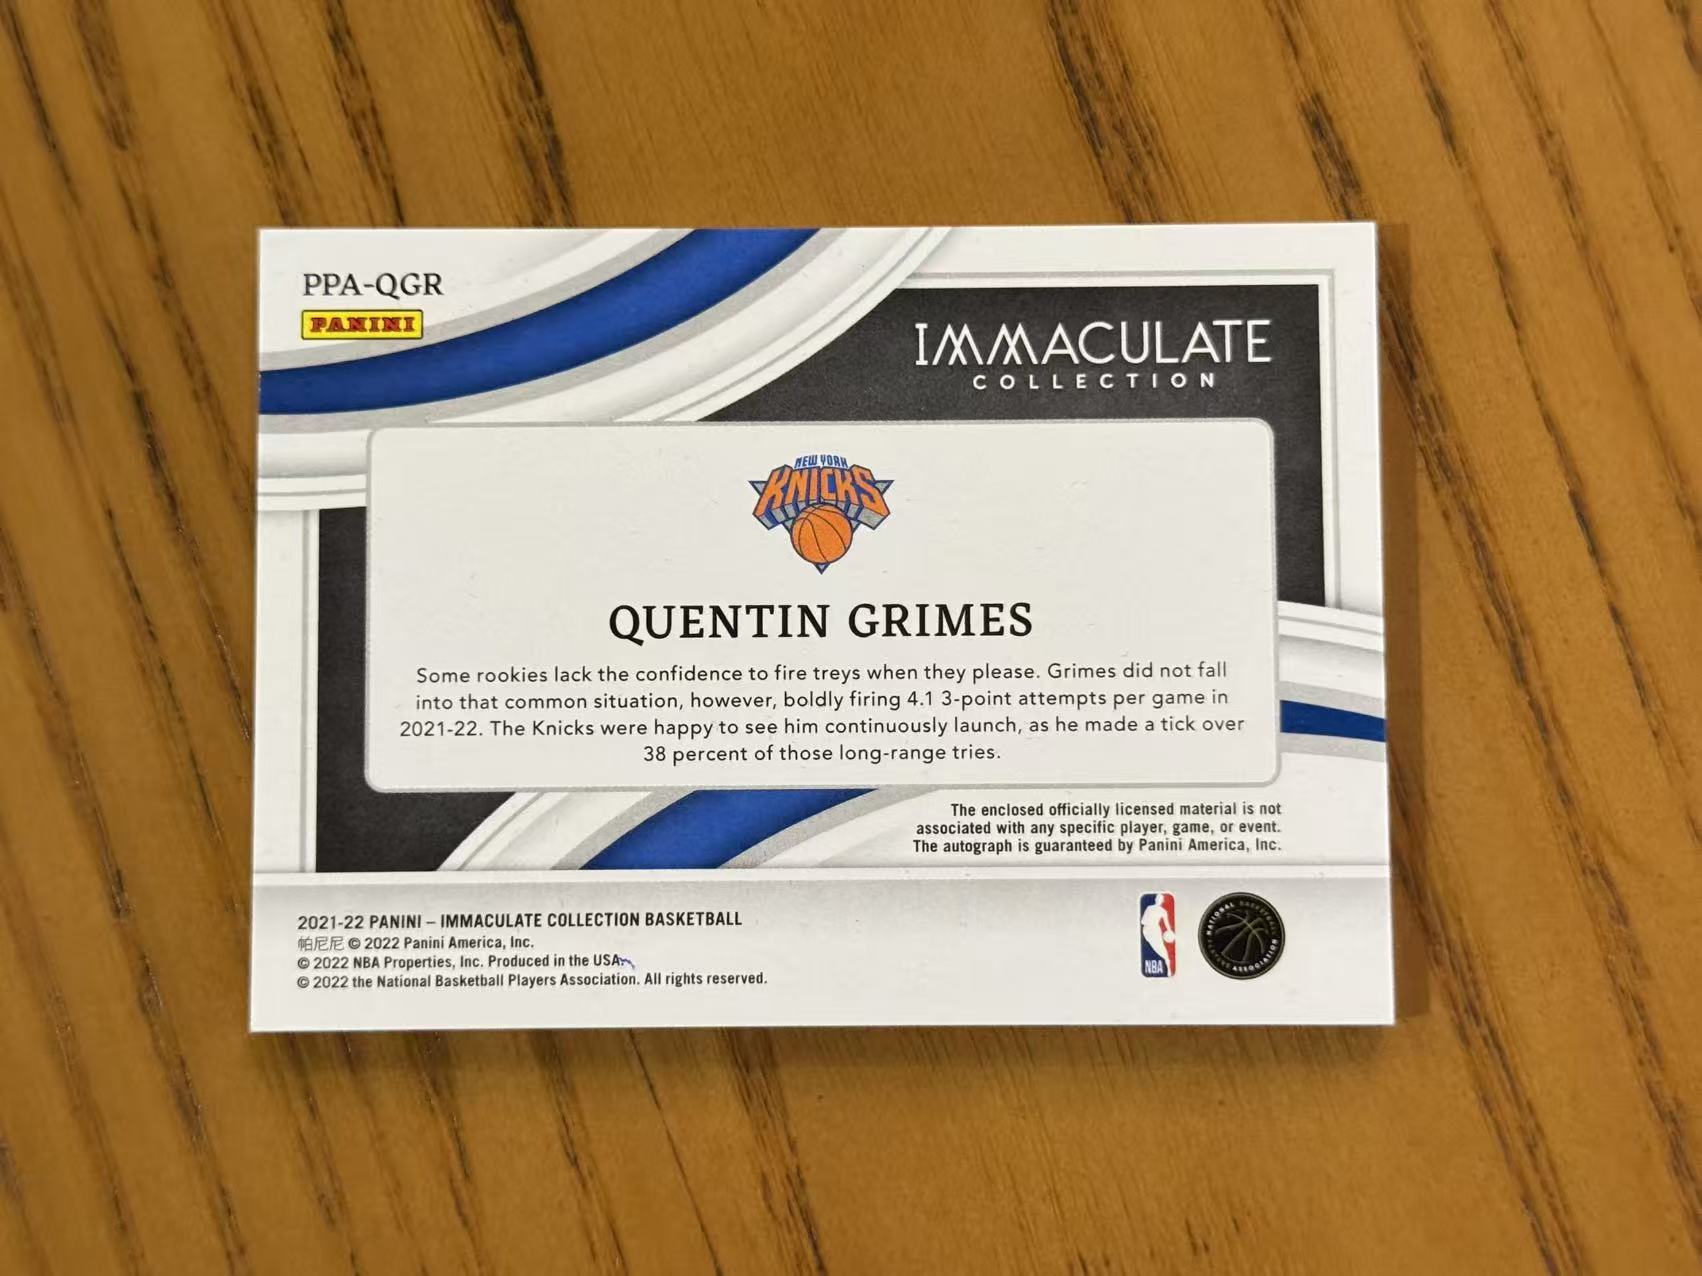 PPA-QGR
PANINI
IMMACULATE
COLLECTION
NEW YORK
KNICKS
QUENTIN GRIMES
Some rookies lack the confidence to fire treys when they please. Grimes did not fall
into that common situation, however, boldly firing 4.1 3-point attempts per game in
2021-22. The Knicks were happy to see him continuously launch, as he made a tick over
38 percent of those long-range tries.
The enclosed officially licensed material is not
associated with any specific player, game, or event.
The autograph is guaranteed by Panini America, Inc.
2021-22 PANINI – IMMACULATE COLLECTION BASKETBALL
帕尼尼 © 2022 Panini America, Inc.
© 2022 NBA Properties, Inc. Produced in the USA.
© 2022 the National Basketball Players Association. All rights reserved.
NBA
NATIONAL BASKETBALL
PLAYERS ASSOCIATION